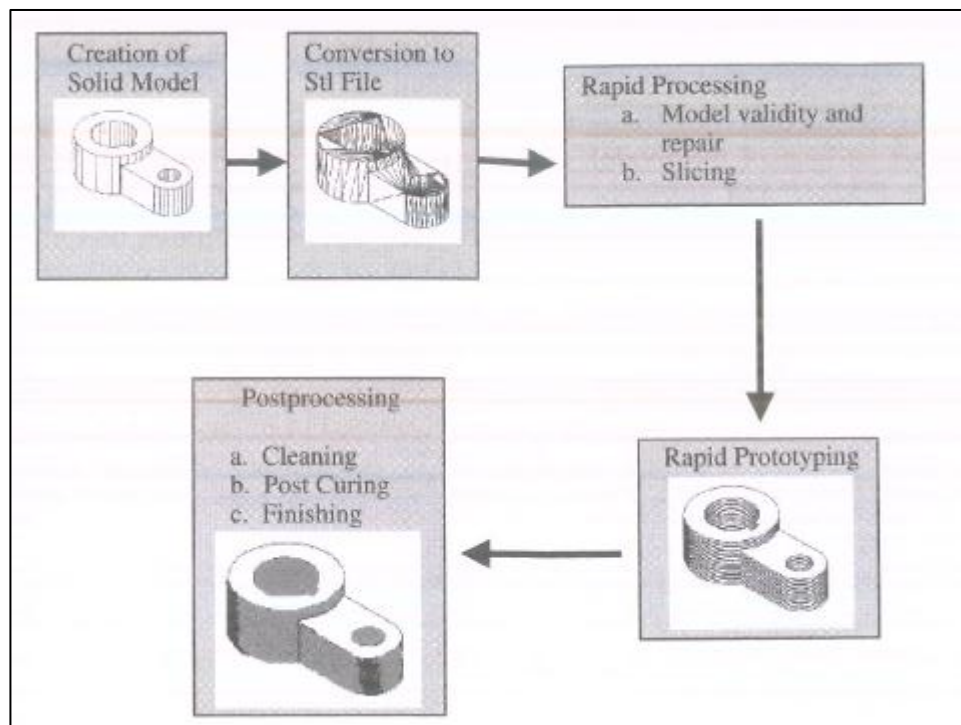 Creation of
Solid Model
Conversion to
Stl File
Rapid Processing
a. Model validity and
repair
b. Slicing
Rapid Prototyping
Postprocessing
a. Cleaning
b. Post Curing
c. Finishing